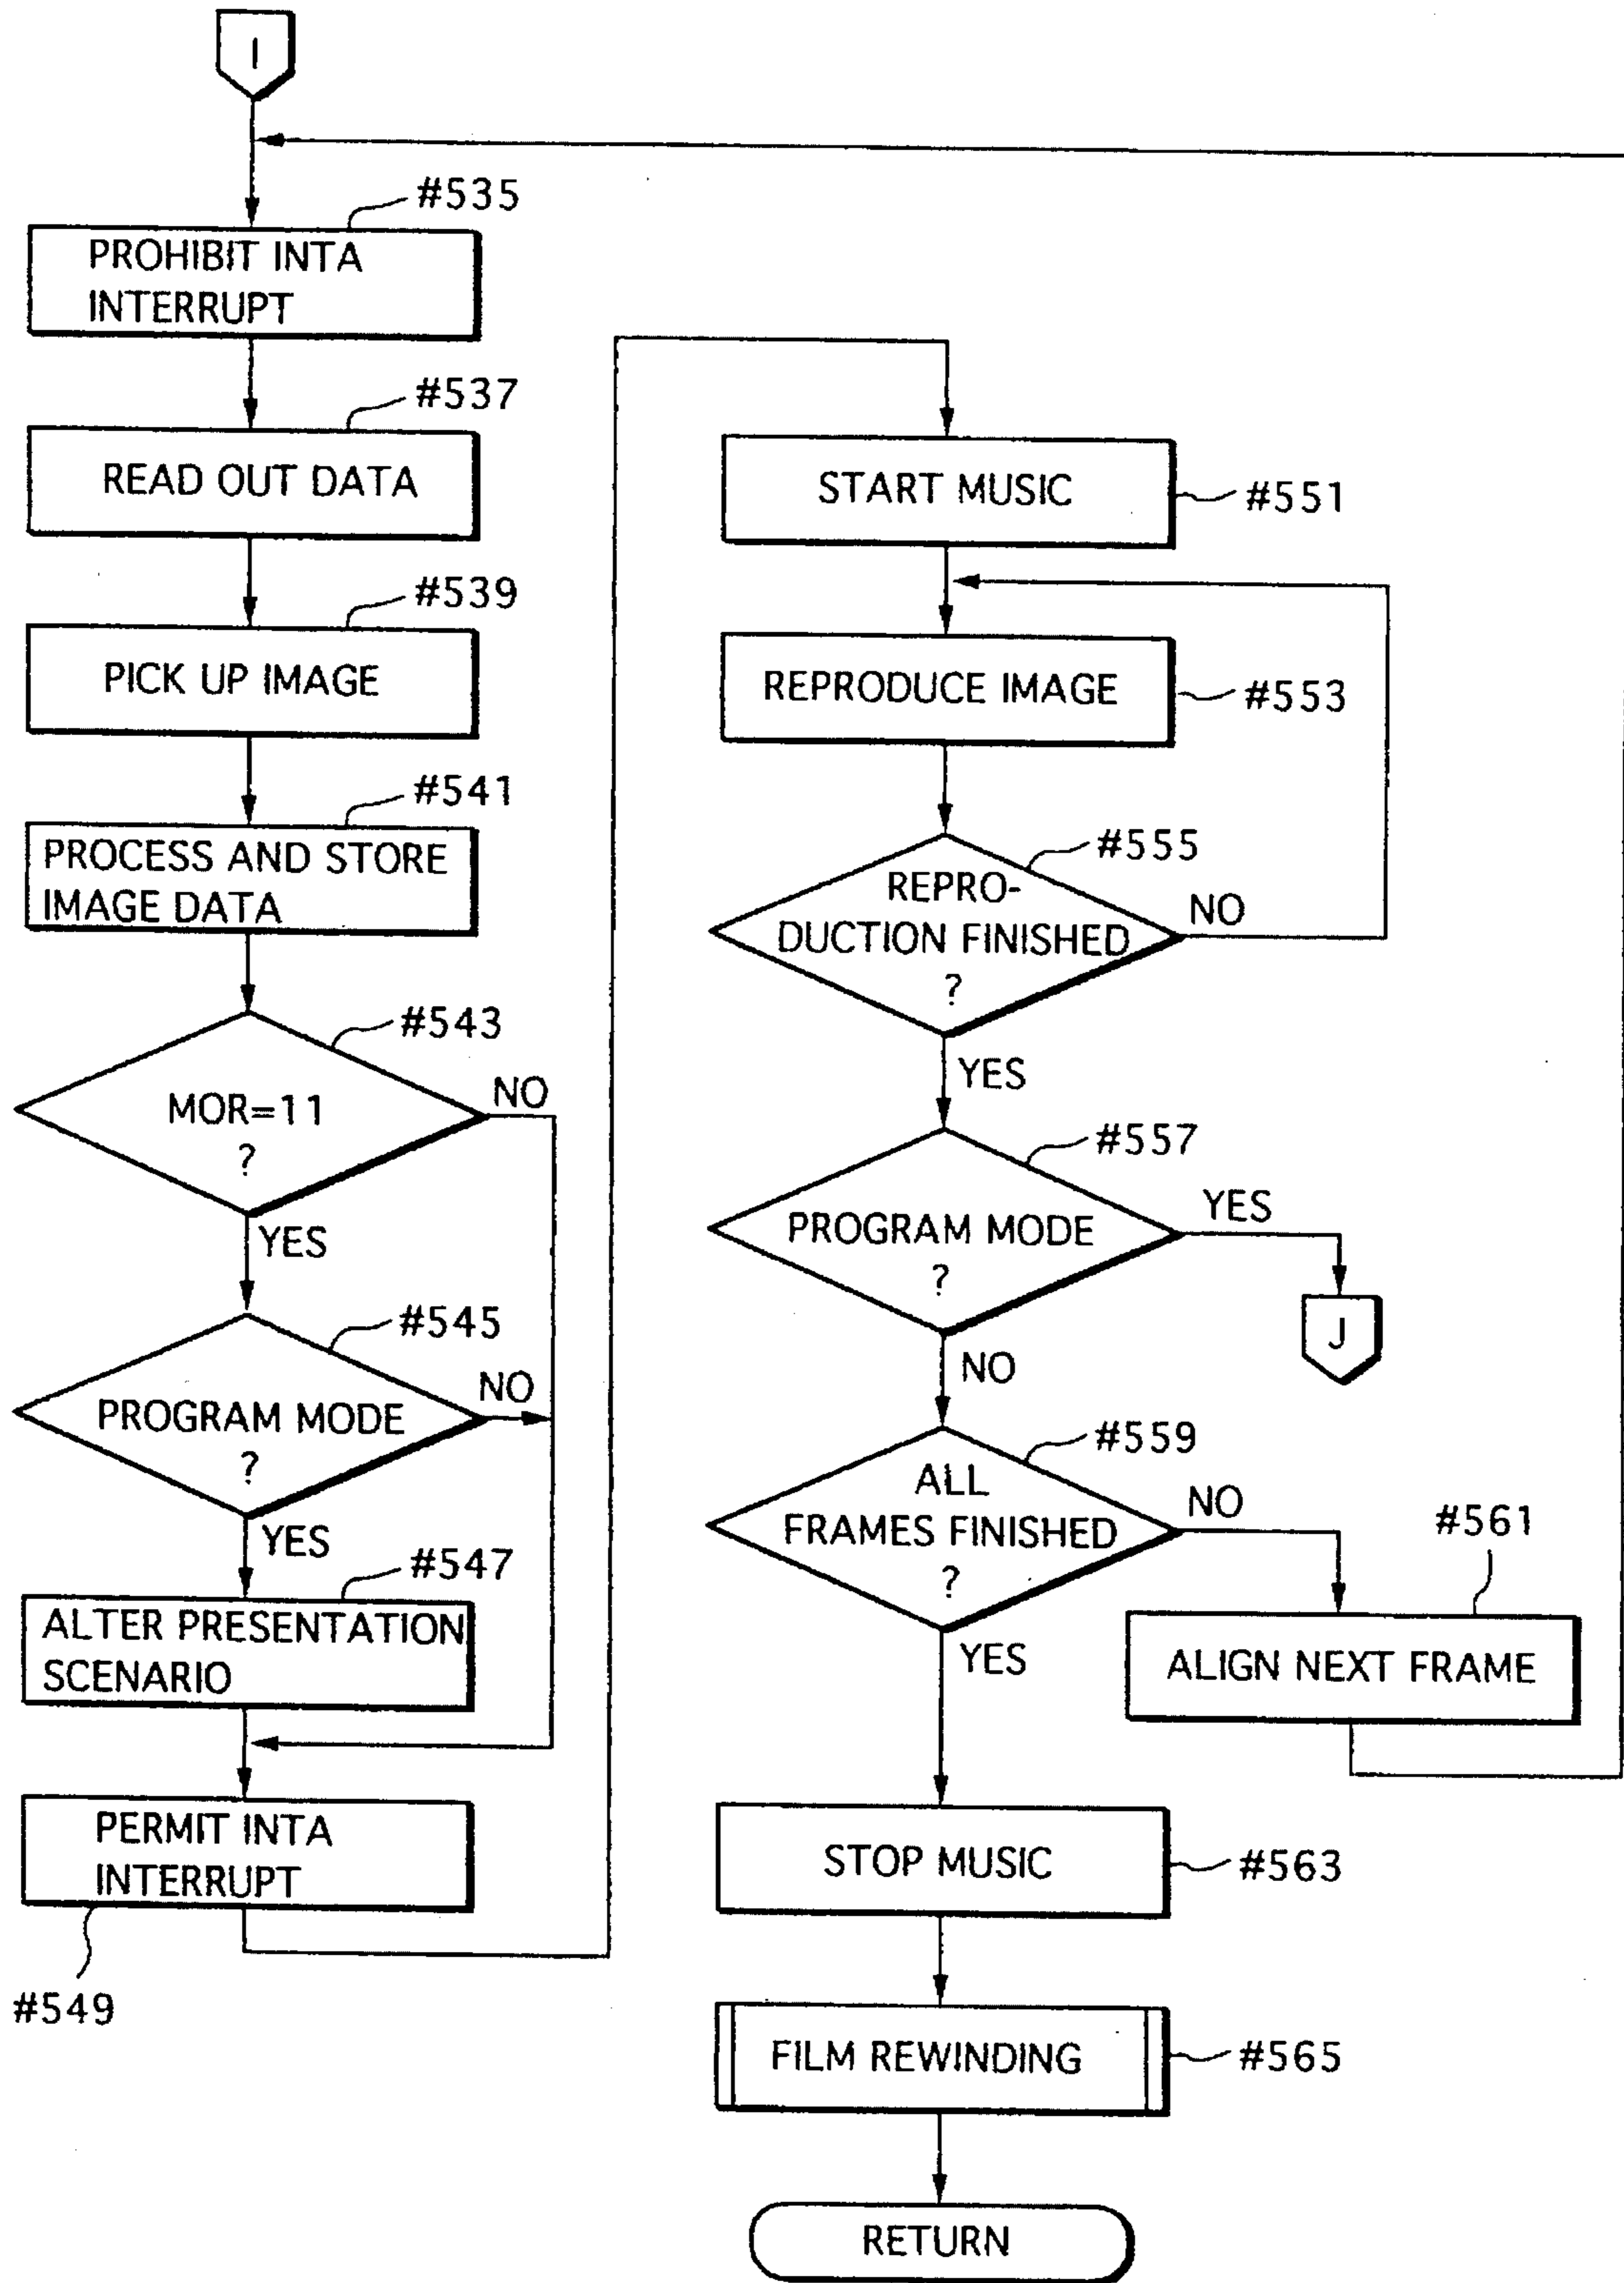 I
#535
PROHIBIT INTA
INTERRUPT
#537
READ OUT DATA
#539
PICK UP IMAGE
#541
PROCESS AND STORE
IMAGE DATA
#543
MOR=11
?
NO
YES
#545
PROGRAM MODE
?
NO
YES
#547
ALTER PRESENTATION
SCENARIO
PERMIT INTA
INTERRUPT
#549
START MUSIC
#551
REPRODUCE IMAGE
#553
#555
REPRO-
DUCTION FINISHED
?
NO
YES
#557
PROGRAM MODE
?
YES
J
NO
#559
ALL
FRAMES FINISHED
?
NO
#561
ALIGN NEXT FRAME
YES
STOP MUSIC
#563
FILM REWINDING
#565
RETURN